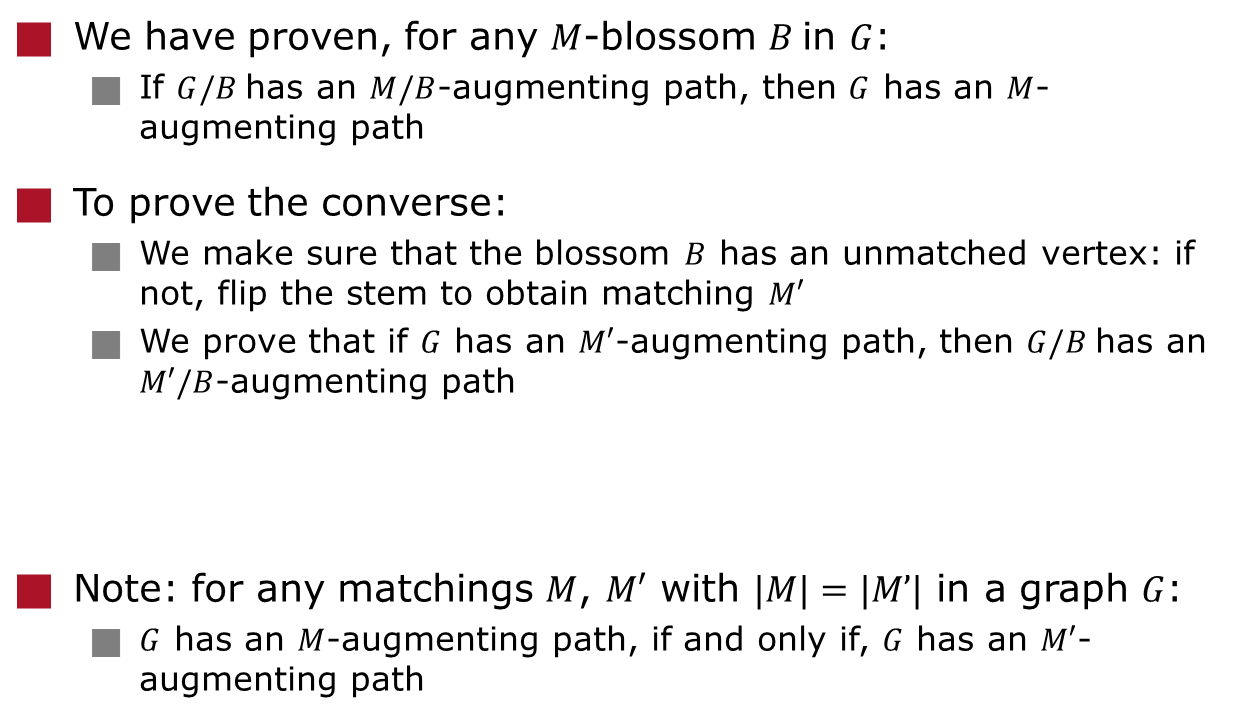 We have proven, for any M-blossom B in G:
If G/B has an M/B-augmenting path, then G has an M-
augmenting path
To prove the converse:
We make sure that the blossom B has an unmatched vertex: if
not, flip the stem to obtain matching M′
We prove that if G has an M′-augmenting path, then G/B has an
M′/B-augmenting path
Note: for any matchings M, M′ with |M| = |M’| in a graph G:
G has an M-augmenting path, if and only if, G has an M′-
augmenting path